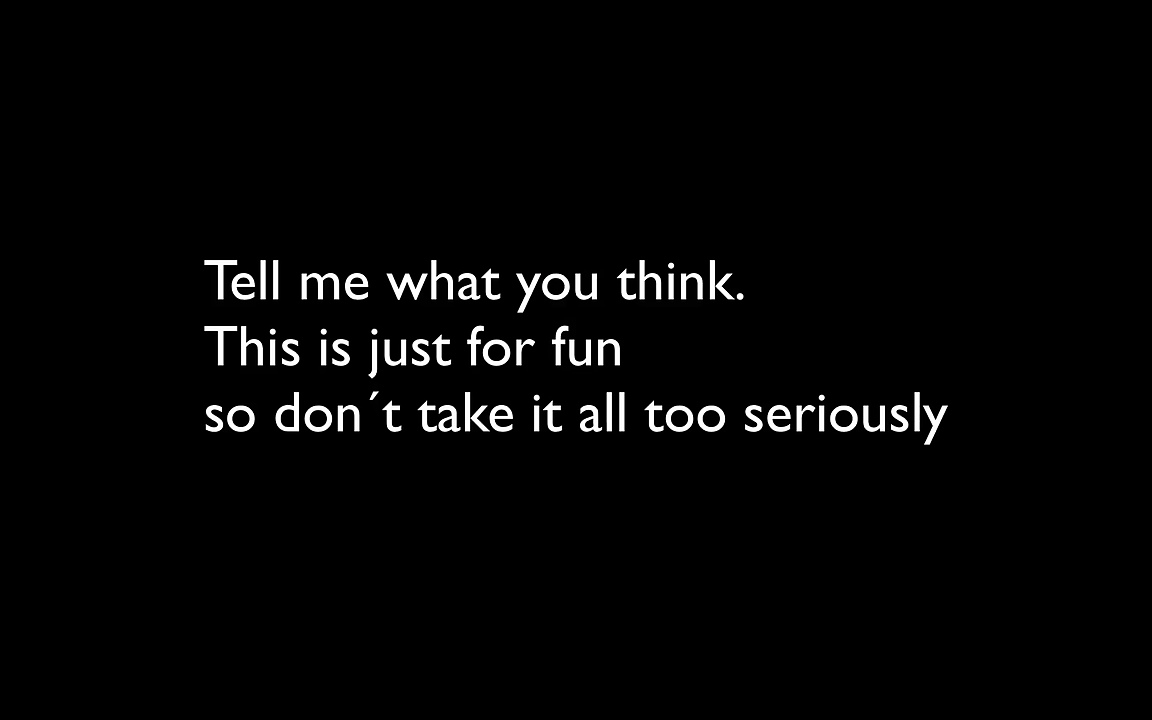 Tell me what you think.
This is just for fun
so don´t take it all too seriously